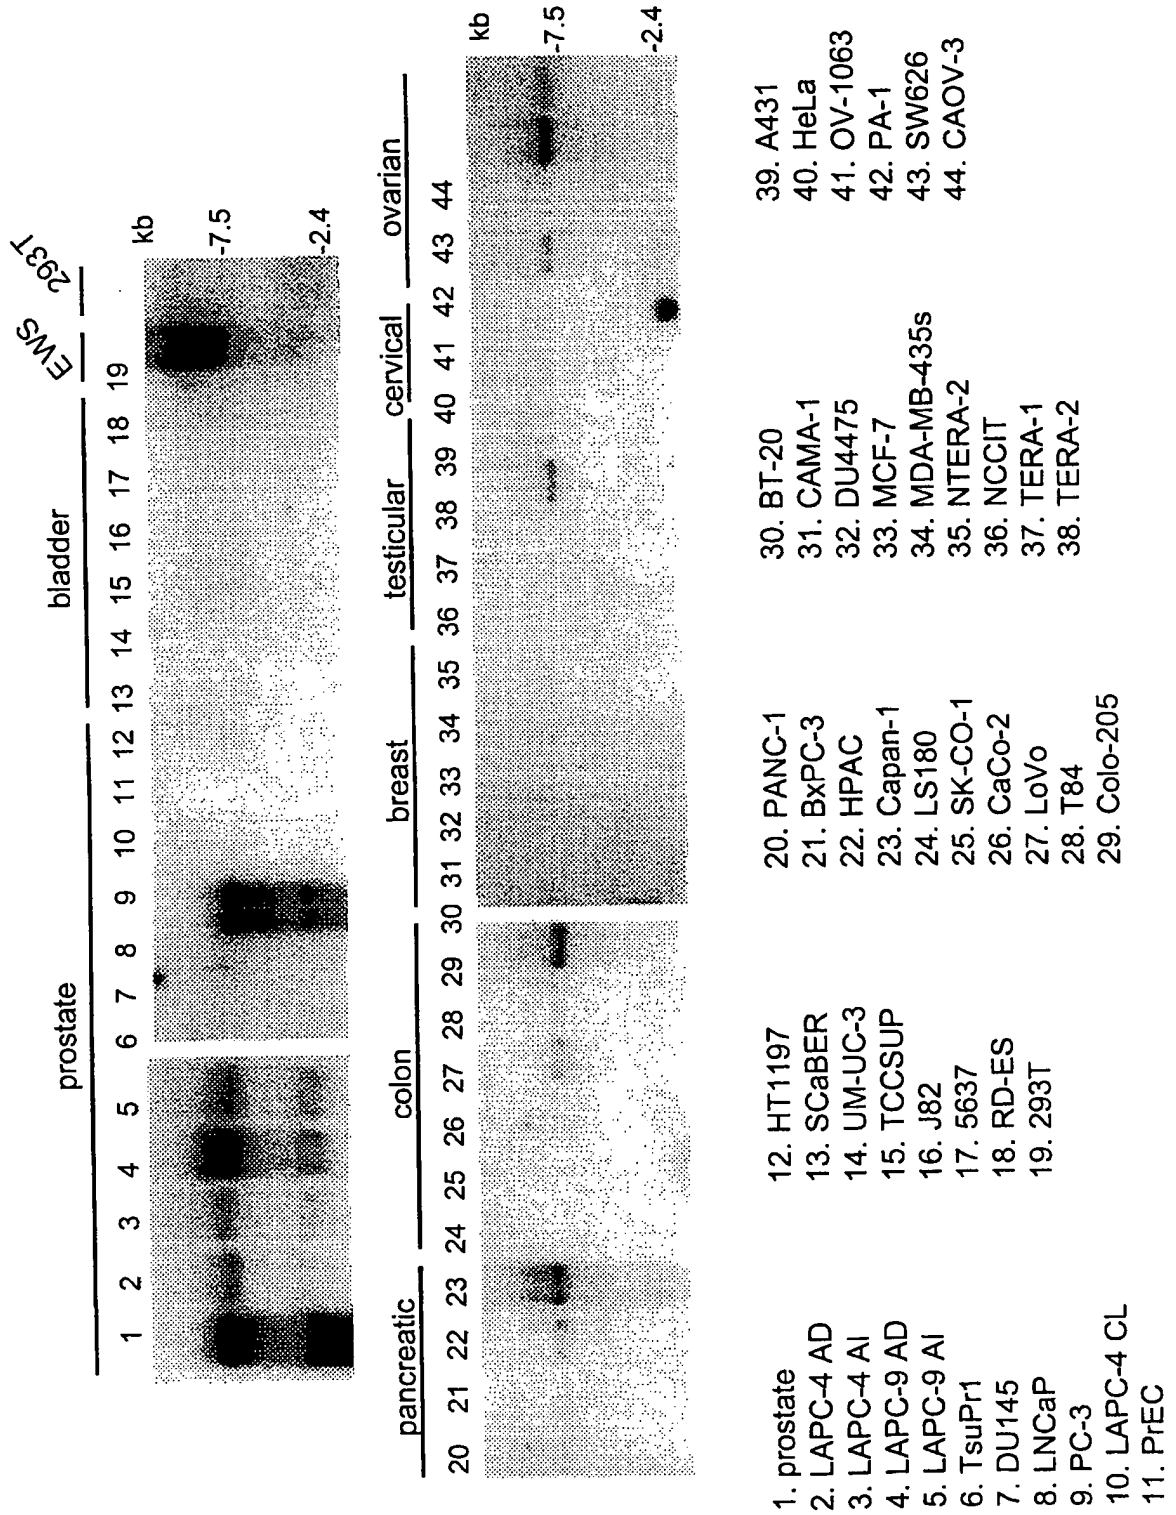 prostate
bladder
EWS
293T
1 2 3 4 5 6 7 8 9 10 11 12 13 14 15 16 17 18 19
kb
-7.5
-2.4
pancreatic
colon
breast
testicular
cervical
ovarian
20 21 22 23 24 25 26 27 28 29 30 31 32 33 34 35 36 37 38 39 40 41 42 43 44
kb
-7.5
-2.4
1. prostate
2. LAPC-4 AD
3. LAPC-4 AI
4. LAPC-9 AD
5. LAPC-9 AI
6. TsuPr1
7. DU145
8. LNCaP
9. PC-3
10. LAPC-4 CL
11. PrEC
12. HT1197
13. SCaBER
14. UM-UC-3
15. TCCSUP
16. J82
17. 5637
18. RD-ES
19. 293T
20. PANC-1
21. BxPC-3
22. HPAC
23. Capan-1
24. LS180
25. SK-CO-1
26. CaCo-2
27. LoVo
28. T84
29. Colo-205
30. BT-20
31. CAMA-1
32. DU4475
33. MCF-7
34. MDA-MB-435s
35. NTERA-2
36. NCCIT
37. TERA-1
38. TERA-2
39. A431
40. HeLa
41. OV-1063
42. PA-1
43. SW626
44. CAOV-3